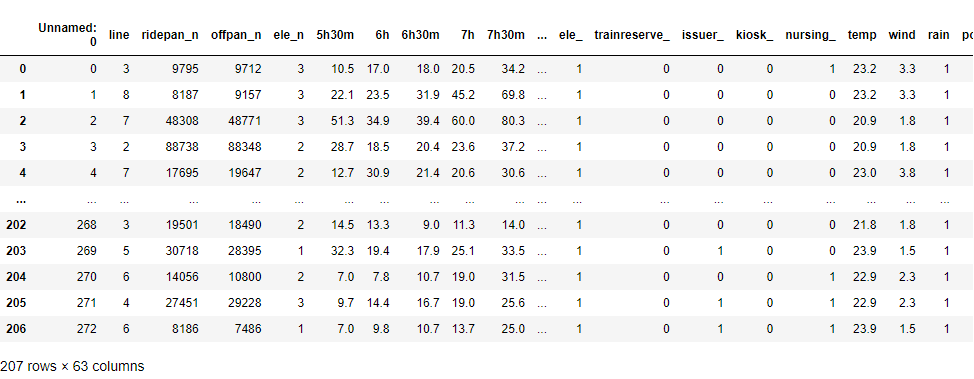 Unnamed: 0 line ridepan_n offpan_n ele_n 5h30m 6h 6h30m 7h 7h30m ... ele_ trainreserve_ issuer_ kiosk_ nursing_ temp wind rain po
0 0 3 9795 9712 3 10.5 17.0 18.0 20.5 34.2 ... 1 0 0 0 1 23.2 3.3 1
1 1 8 8187 9157 3 22.1 23.5 31.9 45.2 69.8 ... 1 0 0 0 0 23.2 3.3 1
2 2 7 48308 48771 3 51.3 34.9 39.4 60.0 80.3 ... 1 0 0 0 0 20.9 1.8 1
3 3 2 88738 88348 2 28.7 18.5 20.4 23.6 37.2 ... 1 0 0 0 0 20.9 1.8 1
4 4 7 17695 19647 2 12.7 30.9 21.4 20.6 30.6 ... 1 0 0 0 0 23.0 3.8 1
... ... ... ... ... ... ... ... ... ... ... ... ... ... ... ... ... ... ... ...
202 268 3 19501 18490 2 14.5 13.3 9.0 11.3 14.0 ... 1 0 0 0 0 21.8 1.8 1
203 269 5 30718 28395 1 32.3 19.4 17.9 25.1 33.5 ... 1 0 1 0 0 23.9 1.5 1
204 270 6 14056 10800 2 7.0 7.8 10.7 19.0 31.5 ... 1 0 0 0 1 22.9 2.3 1
205 271 4 27451 29228 3 9.7 14.4 16.7 19.0 25.6 ... 1 0 1 0 1 22.9 2.3 1
206 272 6 8186 7486 1 7.0 9.8 10.7 13.7 25.0 ... 1 0 1 0 1 23.9 1.5 1
207 rows × 63 columns